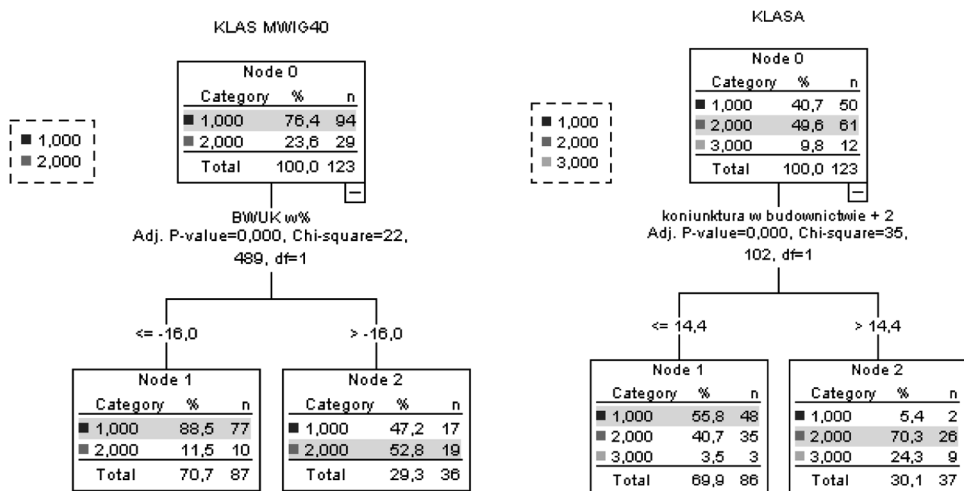 KLAS MWIG40
1,000
2,000
Node 0
Category % n
1,000 76,4 94
2,000 23,6 29
Total 100,0 123
BWUK w%
Adj. P-value=0,000, Chi-square=22,
489, df=1
<= -16,0
> -16,0
Node 1
Category % n
1,000 88,5 77
2,000 11,5 10
Total 70,7 87
Node 2
Category % n
1,000 47,2 17
2,000 52,8 19
Total 29,3 36
KLASA
1,000
2,000
3,000
Node 0
Category % n
1,000 40,7 50
2,000 49,6 61
3,000 9,8 12
Total 100,0 123
koniunktura w budownictwie + 2
Adj. P-value=0,000, Chi-square=35,
102, df=1
<= 14,4
> 14,4
Node 1
Category % n
1,000 55,8 48
2,000 40,7 35
3,000 3,5 3
Total 69,9 86
Node 2
Category % n
1,000 5,4 2
2,000 70,3 26
3,000 24,3 9
Total 30,1 37